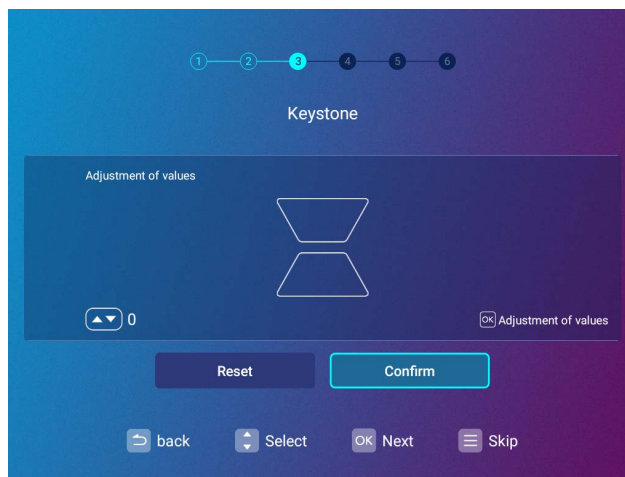 1 2 3 4 5 6
Keystone
Adjustment of values
0
OK Adjustment of values
Reset Confirm
back Select OK Next Skip